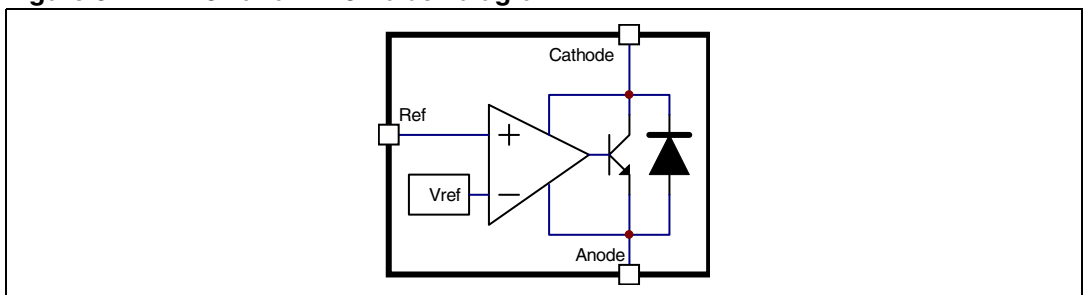 Cathode
Ref
+
−
Vref
Anode